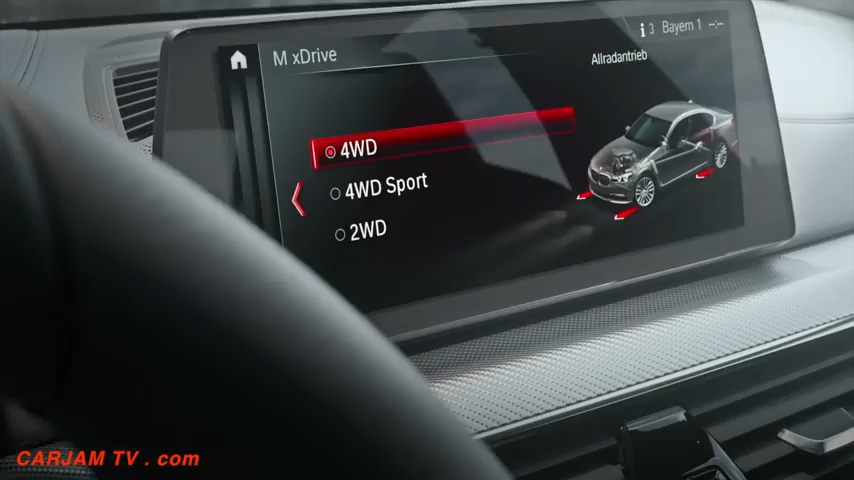 3 Bayern 1 --:--
M xDrive
Allradantrieb
4WD
4WD Sport
2WD
CARJAM TV . com